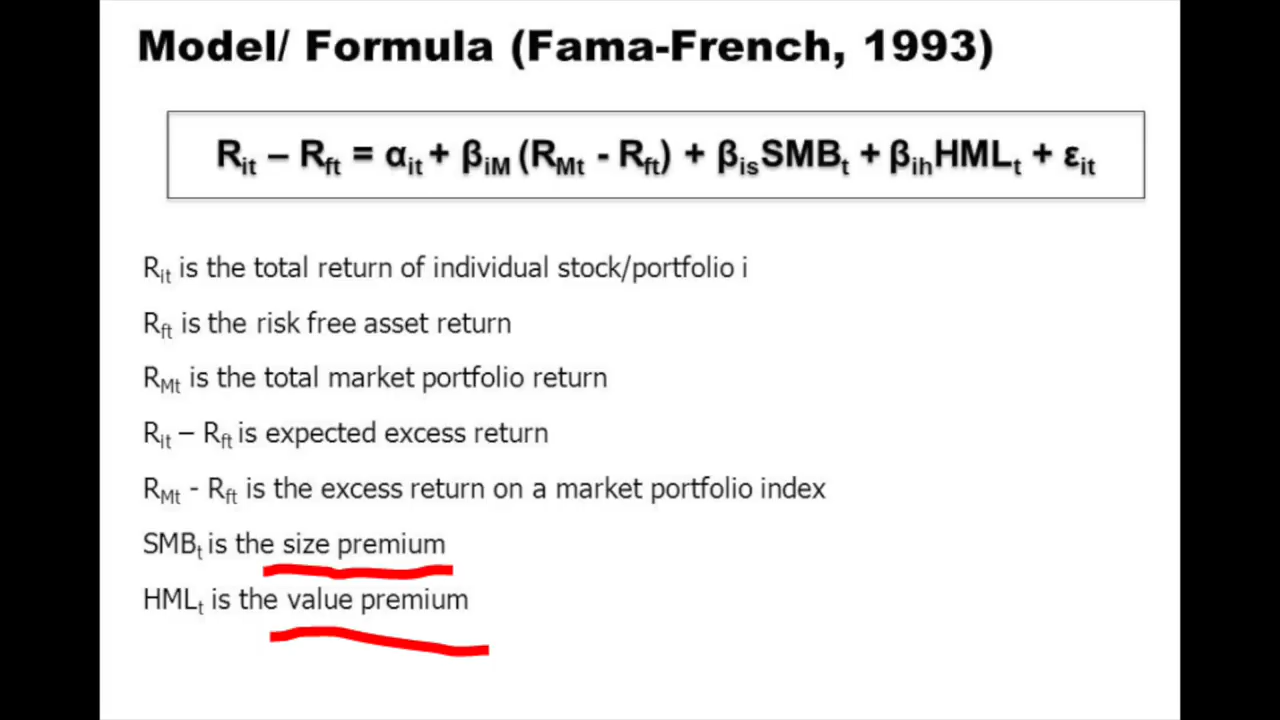 Model/ Formula (Fama-French, 1993)
Rit – Rft = αit + βiM (RMt - Rft) + βisSMBt + βihHMLt + εit
Rit is the total return of individual stock/portfolio i
Rft is the risk free asset return
RMt is the total market portfolio return
Rit – Rft is expected excess return
RMt - Rft is the excess return on a market portfolio index
SMBt is the size premium
HMLt is the value premium